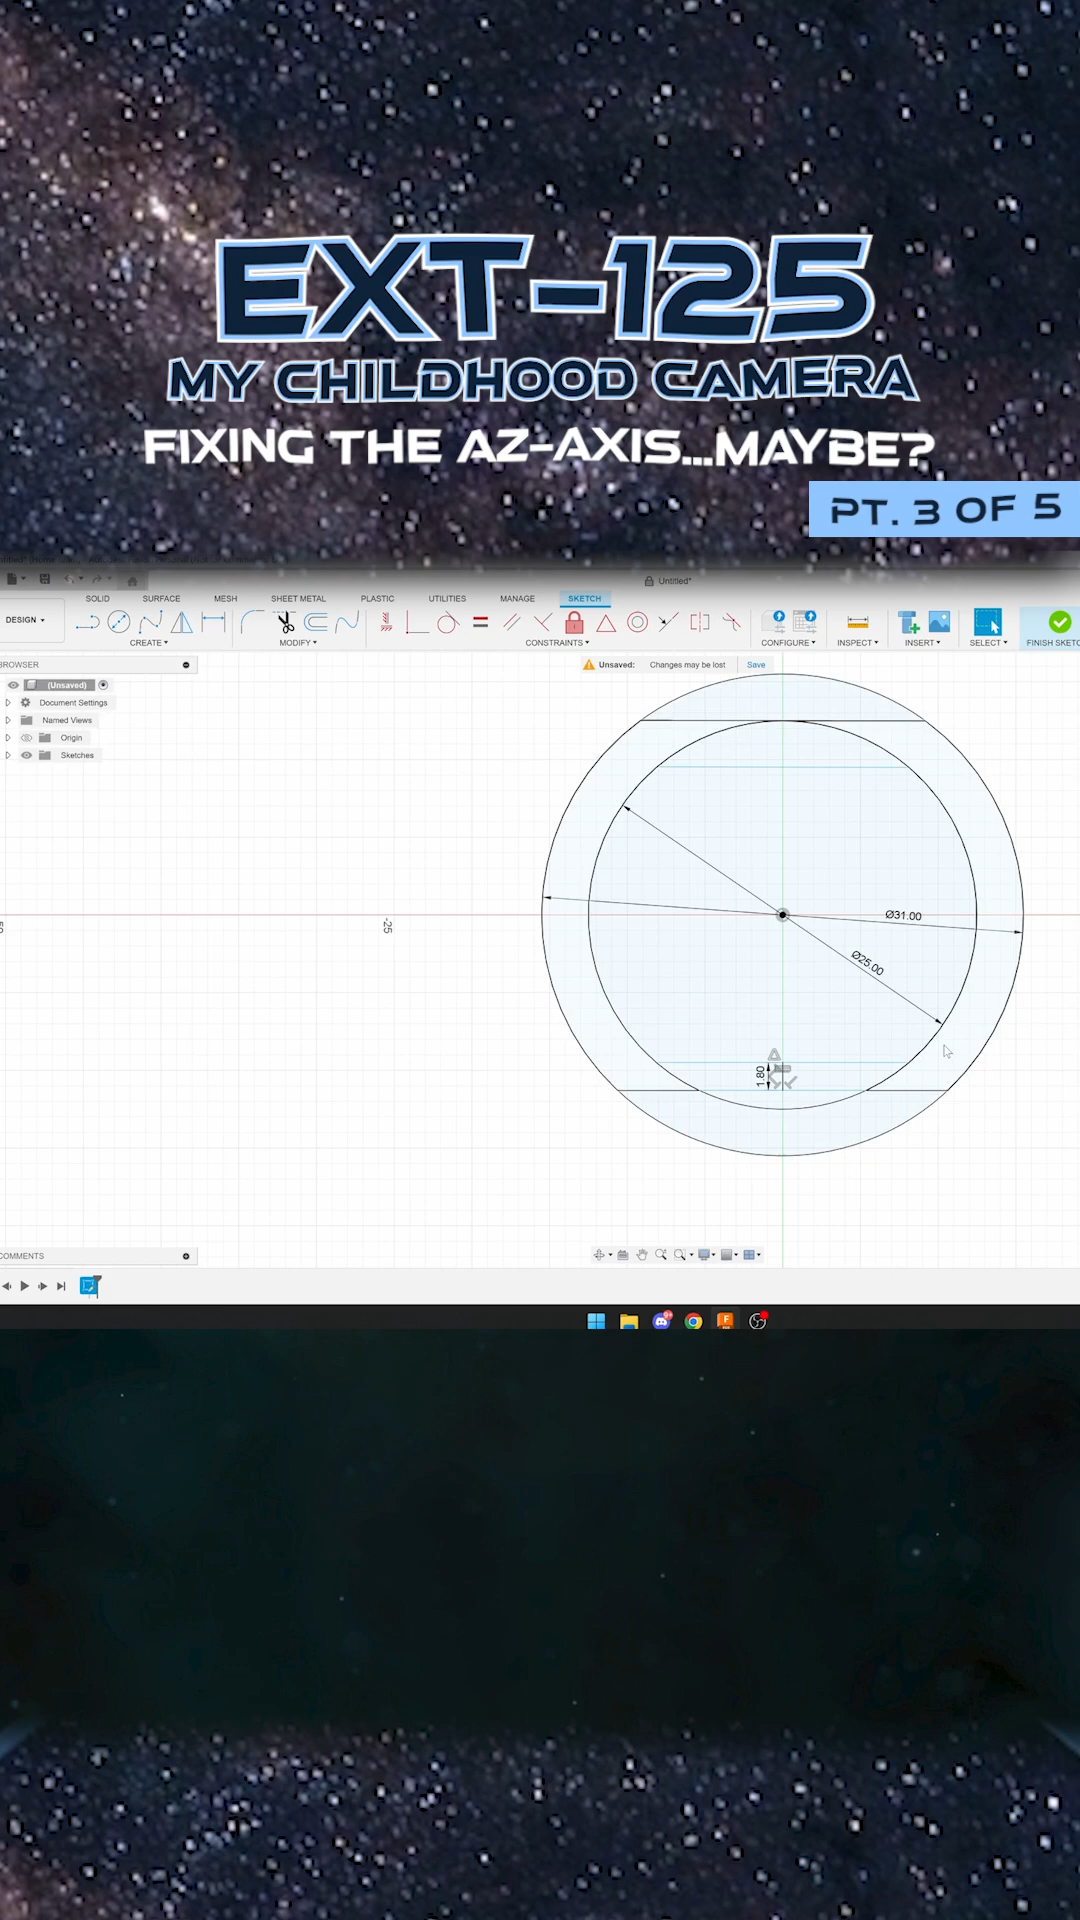 EXT-125
MY CHILDHOOD CAMERA
FIXING THE AZ-AXIS...MAYBE?
PT. 3 OF 5
Untitled*
SOLID SURFACE MESH SHEET METAL PLASTIC UTILITIES MANAGE SKETCH
DESIGN
CREATE MODIFY CONSTRAINTS CONFIGURE INSPECT INSERT SELECT FINISH SKETC
BROWSER
Unsaved: Changes may be lost Save
(Unsaved)
Document Settings
Named Views
Origin
Sketches
Ø31.00
-25
Ø25.00
1.80
COMMENTS